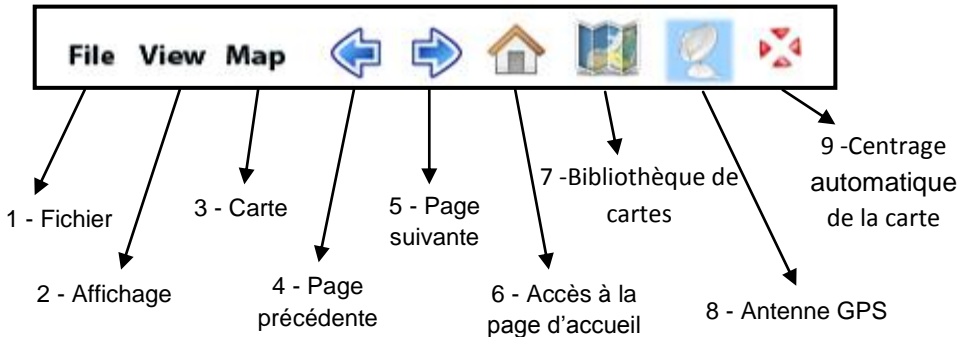 File View Map
1 - Fichier
2 - Affichage
3 - Carte
4 - Page
précédente
5 - Page
suivante
6 - Accès à la
page d'accueil
7 -Bibliothèque de
cartes
8 - Antenne GPS
9 -Centrage
automatique
de la carte